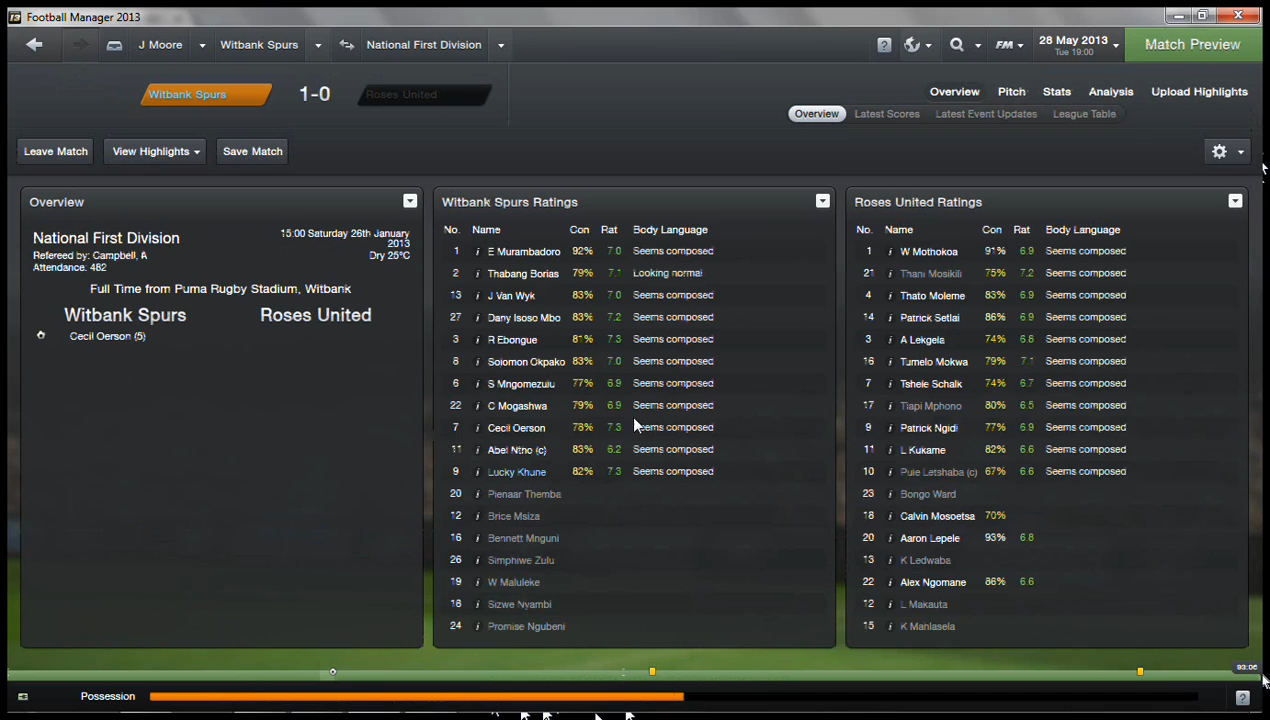 Football Manager 2013
J Moore Witbank Spurs National First Division 28 May 2013 Match Preview
FM Tue 19:00
Witbank Spurs 1-0 Roses United
Overview Pitch Stats Analysis Upload Highlights
Overview Latest Scores Latest Event Updates League Table
Leave Match View Highlights Save Match
Overview
National First Division 15:00 Saturday 26th January
2013
Refereed by: Campbell, A Dry 25°C
Attendance: 482
Full Time from Puma Rugby Stadium, Witbank
Witbank Spurs Roses United
Cecil Oerson (5)
Witbank Spurs Ratings
No. Name Con Rat Body Language
1 i E Murambadoro 92% 7.0 Seems composed
2 i Thabang Borias 79% 7.1 Looking normal
13 i J Van Wyk 83% 7.0 Seems composed
27 i Dany Isoso Mbo 83% 7.2 Seems composed
3 i R Ebongue 81% 7.3 Seems composed
8 i Solomon Okpako 83% 7.0 Seems composed
6 i S Mngomezulu 77% 6.9 Seems composed
22 i C Mogashwa 79% 6.9 Seems composed
7 i Cecil Oerson 78% 7.3 Seems composed
11 i Abel Ntho (c) 83% 6.2 Seems composed
9 i Lucky Khune 82% 7.3 Seems composed
20 i Pienaar Themba
12 i Brice Msiza
16 i Bennett Mnguni
26 i Simphiwe Zulu
19 i W Maluleke
18 i Sizwe Nyambi
24 i Promise Ngubeni
Roses United Ratings
No. Name Con Rat Body Language
1 i W Mothokoa 91% 6.9 Seems composed
21 i Thani Mosikili 75% 7.2 Seems composed
4 i Thato Moleme 83% 6.9 Seems composed
14 i Patrick Setlai 86% 6.9 Seems composed
3 i A Lekgela 74% 6.8 Seems composed
16 i Tumelo Mokwa 79% 7.1 Seems composed
7 i Tshele Schalk 74% 6.7 Seems composed
17 i Tlapi Mphono 80% 6.5 Seems composed
9 i Patrick Ngidi 77% 6.9 Seems composed
11 i L Kukame 82% 6.6 Seems composed
10 i Pule Letshaba (c) 67% 6.6 Seems composed
23 i Bongo Ward
18 i Calvin Mosoetsa 70%
20 i Aaron Lepele 93% 6.8
13 i K Ledwaba
22 i Alex Ngomane 86% 6.6
12 i L Makauta
15 i K Manlasela
93:06
Possession